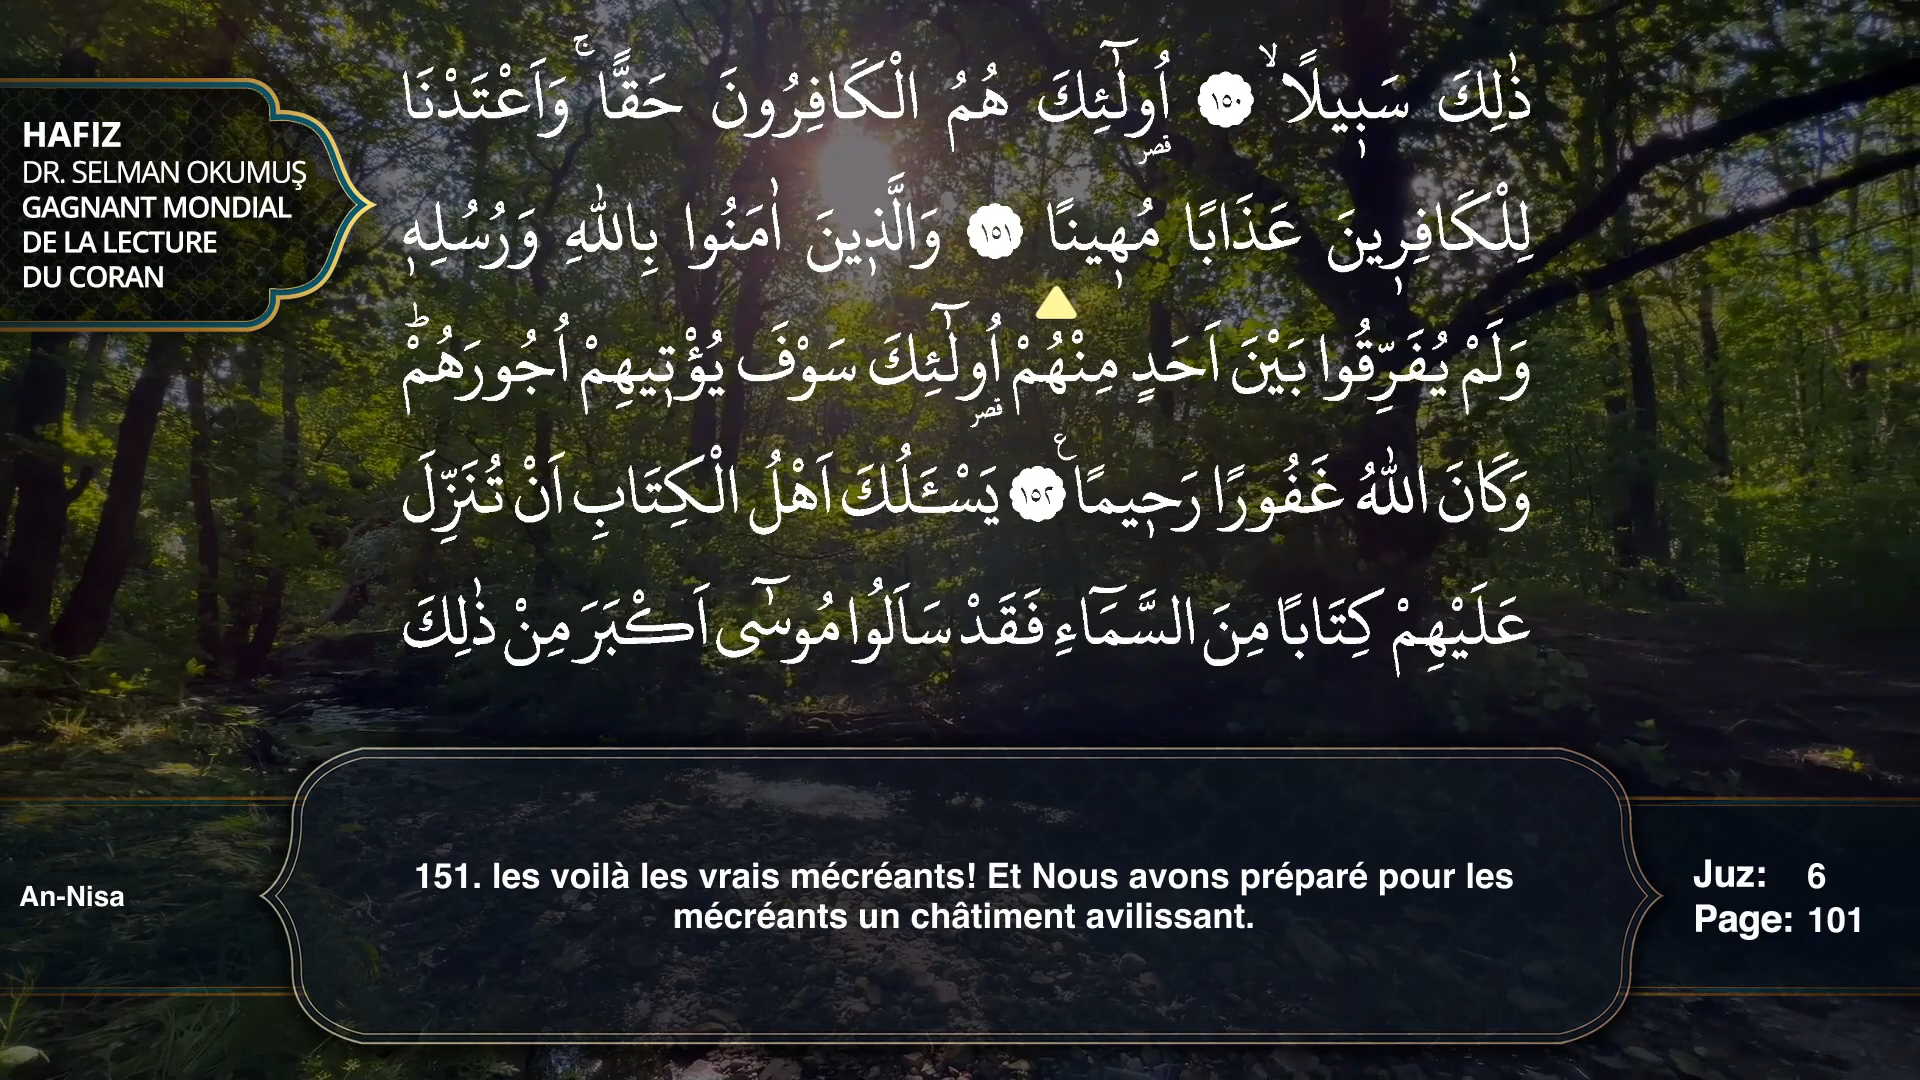 ذٰلِكَ سَب۪يلًاۙ ﴿١٥٠﴾ اُو۬لٰٓئِكَ هُمُ الْكَافِرُونَ حَقًّاۚ وَاَعْتَدْنَا
قصر
لِلْكَافِر۪ينَ عَذَابًا مُه۪ينًا ﴿١٥١﴾ وَالَّذ۪ينَ اٰمَنُوا بِاللّٰهِ وَرُسُلِه۪
وَلَمْ يُفَرِّقُوا بَيْنَ اَحَدٍ مِنْهُمْ اُو۬لٰٓئِكَ سَوْفَ يُؤْت۪يهِمْ اُجُورَهُمْۜ
قصر
وَكَانَ اللّٰهُ غَفُورًا رَح۪يمًا ع ﴿١٥٢﴾ يَسْـَٔلُكَ اَهْلُ الْكِتَابِ اَنْ تُنَزِّلَ
عَلَيْهِمْ كِتَابًا مِنَ السَّمَٓاءِ فَقَدْ سَاَلُوا مُوسٰٓى اَكْبَرَ مِنْ ذٰلِكَ
HAFIZ
DR. SELMAN OKUMUŞ
GAGNANT MONDIAL
DE LA LECTURE
DU CORAN
151. les voilà les vrais mécréants! Et Nous avons préparé pour les
mécréants un châtiment avilissant.
An-Nisa
Juz: 6
Page: 101